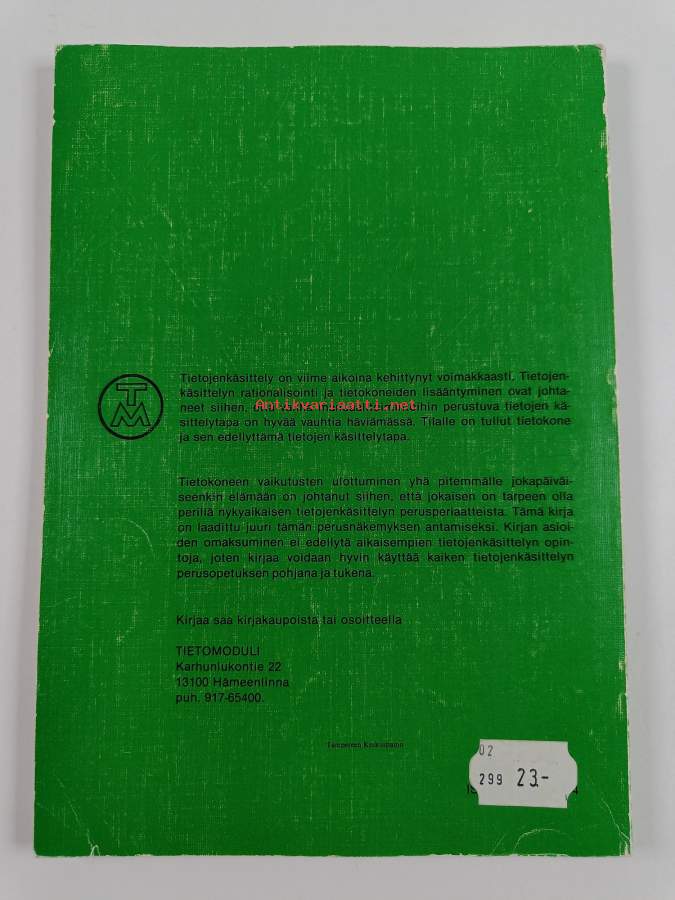 TM
Tietojenkäsittely on viime aikoina kehittynyt voimakkaasti. Tietojen-
käsittelyn rationalisointi ja tietokoneiden lisääntyminen ovat johta-
neet siihen, perustuva tietojen kä-
Antikvariaatti.net
sittelytapa on hyvää vauhtia häviämässä. Tilalle on tullut tietokone
ja sen edellyttämä tietojen käsittelytapa.
Tietokoneen vaikutusten ulottuminen yhä pitemmälle jokapäiväi-
seenkin elämään on johtanut siihen, että jokaisen on tarpeen olla
perillä nykyaikaisen tietojenkäsittelyn perusperiaatteista. Tämä kirja
on laadittu juuri tämän perusnäkemyksen antamiseksi. Kirjan asioi-
den omaksuminen ei edellytä aikaisempien tietojenkäsittelyn opin-
toja, joten kirjaa voidaan hyvin käyttää kaiken tietojenkäsittelyn
perusopetuksen pohjana ja tukena.
Kirjaa saa kirjakaupoista tai osoitteella
TIETOMODULI
Karhunlukontie 22
13100 Hämeenlinna
puh. 917-65400.
Tampereen
02
299 23.-